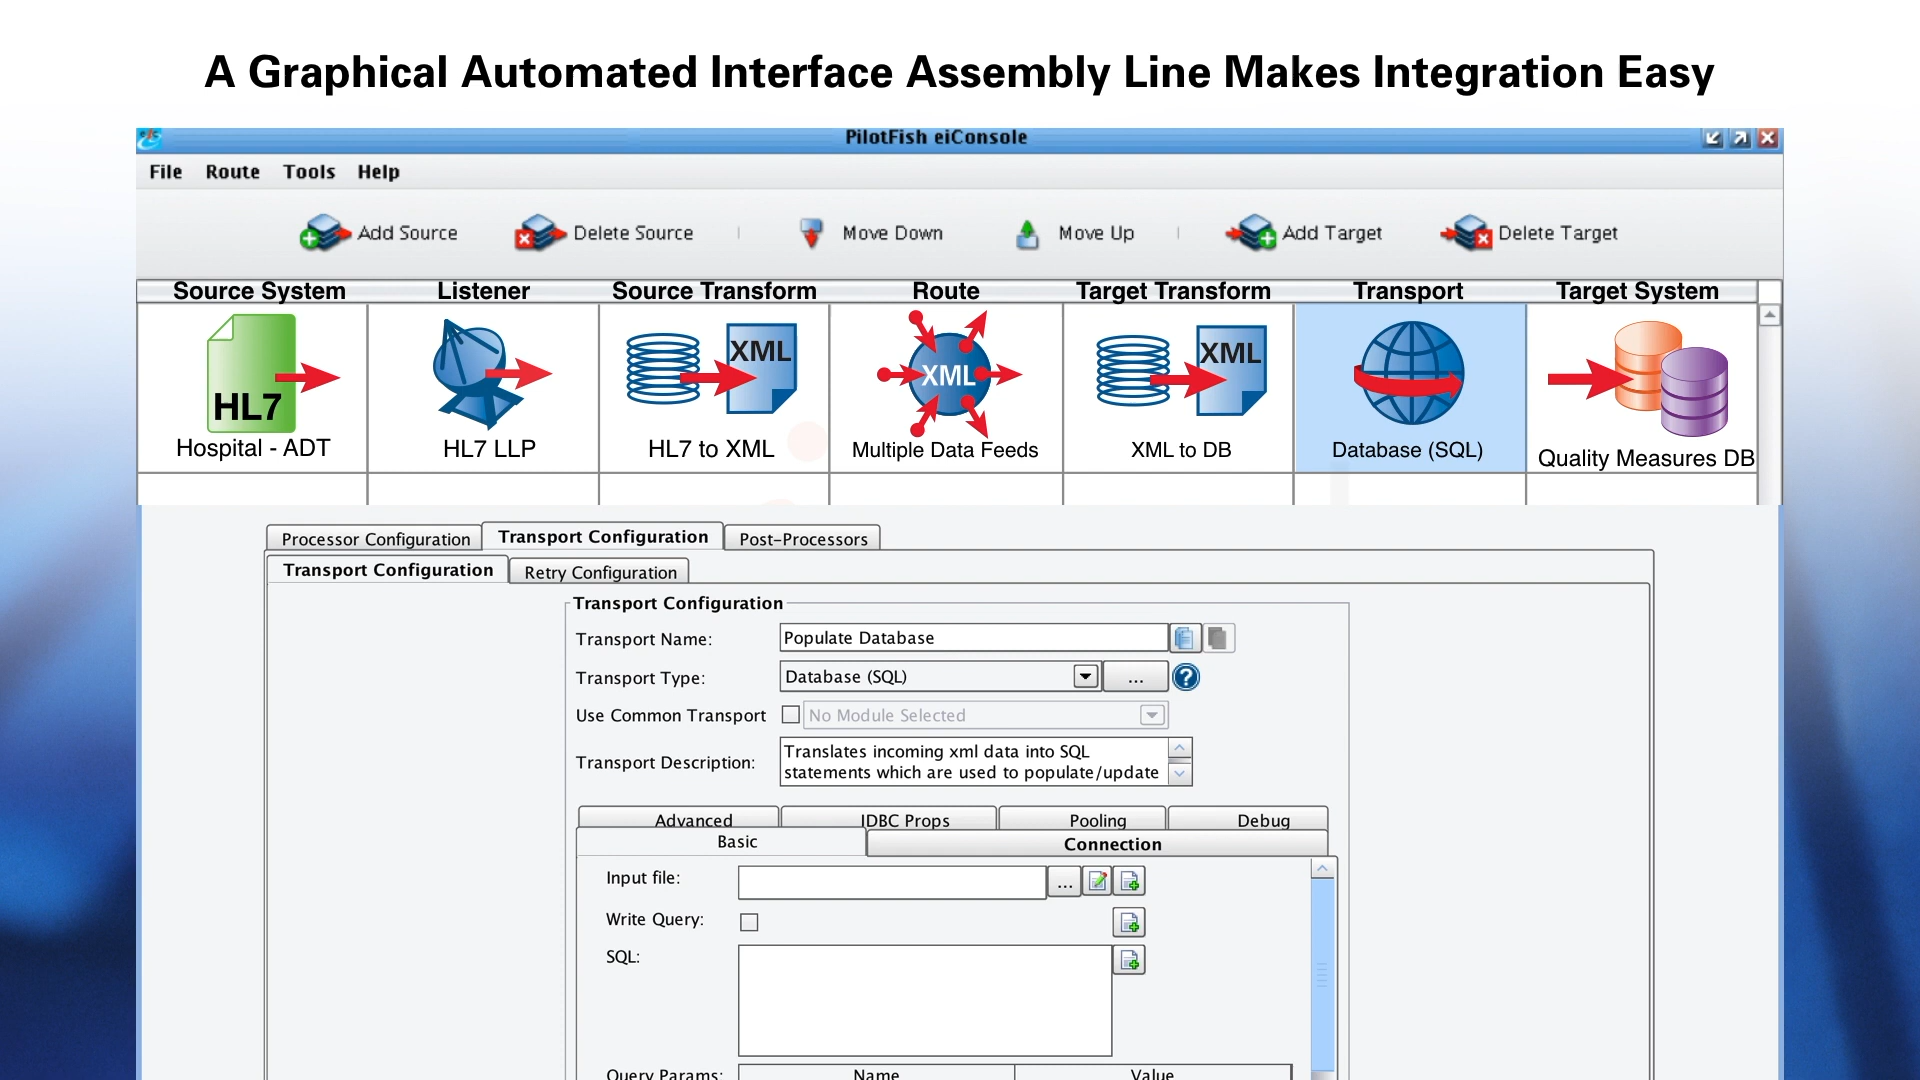 A Graphical Automated Interface Assembly Line Makes Integration Easy
PilotFish eiConsole
File Route Tools Help
Add Source Delete Source Move Down Move Up Add Target Delete Target
Source System Listener Source Transform Route Target Transform Transport Target System
HL7 XML XML XML
Hospital - ADT HL7 LLP HL7 to XML Multiple Data Feeds XML to DB Database (SQL) Quality Measures DB
Processor Configuration Transport Configuration Post-Processors
Transport Configuration Retry Configuration
Transport Configuration
Transport Name: Populate Database
Transport Type: Database (SQL) ... ?
Use Common Transport No Module Selected
Transport Description: Translates incoming xml data into SQL
statements which are used to populate/update
Advanced JDBC Props Pooling Debug
Basic Connection
Input file: ...
Write Query:
SQL:
Query Params: Name Value